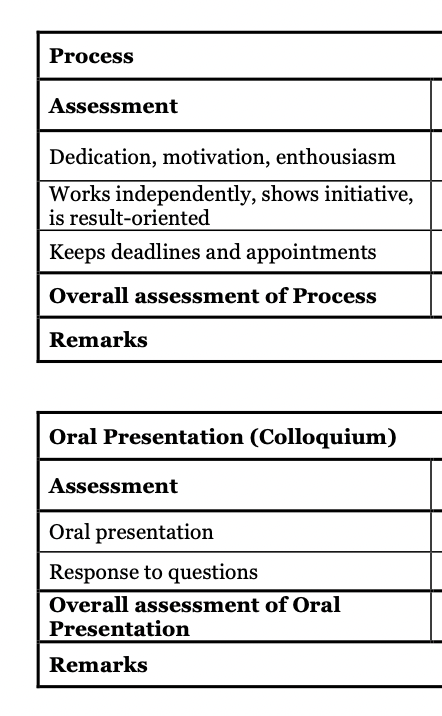 Process
Assessment
Dedication, motivation, enthousiasm
Works independently, shows initiative,
is result-oriented
Keeps deadlines and appointments
Overall assessment of Process
Remarks
Oral Presentation (Colloquium)
Assessment
Oral presentation
Response to questions
Overall assessment of Oral
Presentation
Remarks